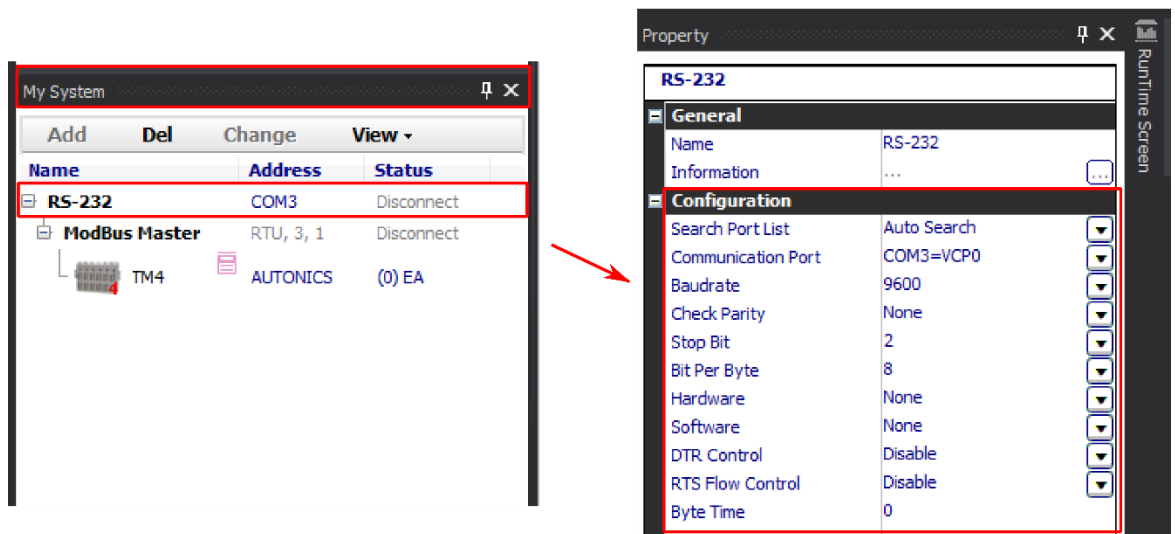 My System
Add Del Change View
Name Address Status
RS-232 COM3 Disconnect
ModBus Master RTU, 3, 1 Disconnect
4 TM4 AUTONICS (0) EA
Property
RS-232
General
Name RS-232
Information ... ...
Configuration
Search Port List Auto Search
Communication Port COM3=VCP0
Baudrate 9600
Check Parity None
Stop Bit 2
Bit Per Byte 8
Hardware None
Software None
DTR Control Disable
RTS Flow Control Disable
Byte Time 0
RunTime Screen